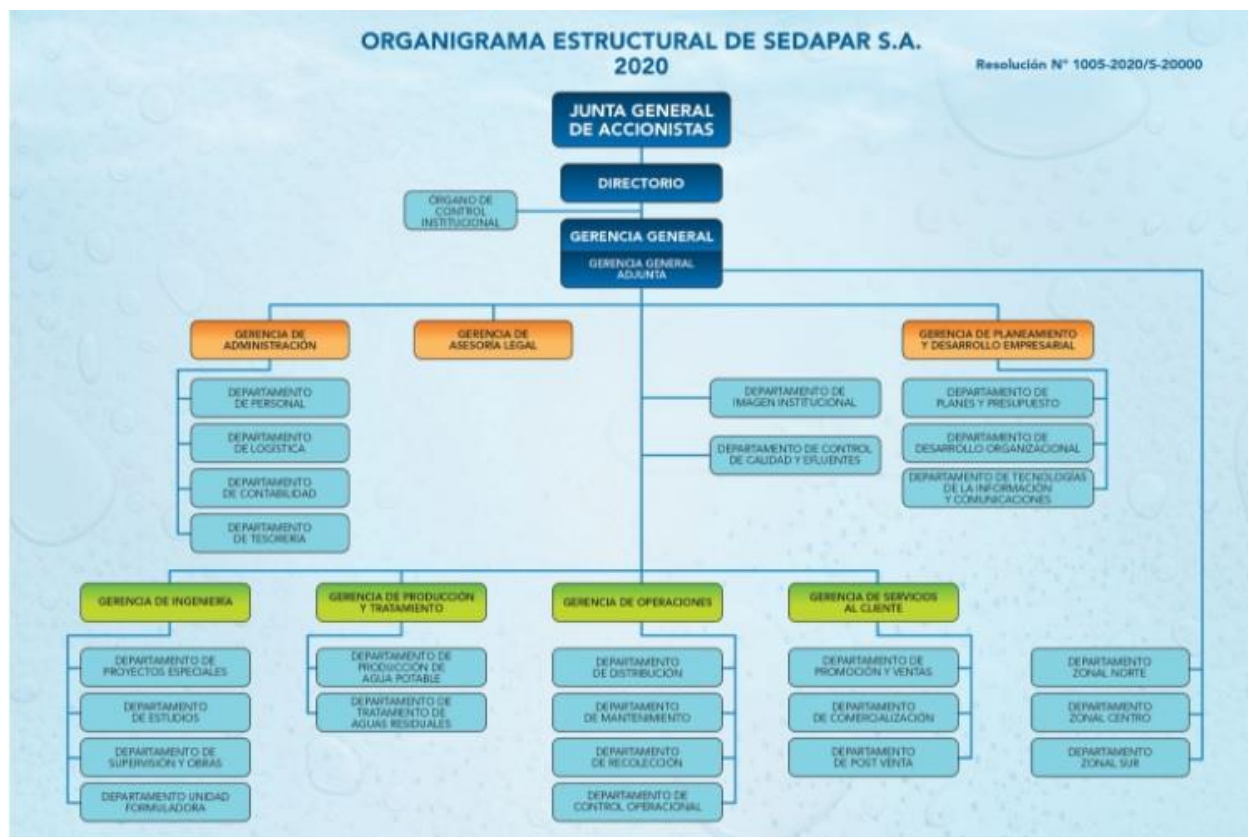 ORGANIGRAMA ESTRUCTURAL DE SEDAPAR S.A.
2020
Resolución N° 1005-2020/S-20000
JUNTA GENERAL
DE ACCIONISTAS
DIRECTORIO
ÓRGANO DE
CONTROL
INSTITUCIONAL
GERENCIA GENERAL
GERENCIA GENERAL
ADJUNTA
GERENCIA DE
ADMINISTRACIÓN
GERENCIA DE
ASESORÍA LEGAL
GERENCIA DE PLANEAMIENTO
Y DESARROLLO EMPRESARIAL
DEPARTAMENTO
DE PERSONAL
DEPARTAMENTO
DE LOGÍSTICA
DEPARTAMENTO
DE CONTABILIDAD
DEPARTAMENTO
DE TESORERÍA
DEPARTAMENTO DE
IMAGEN INSTITUCIONAL
DEPARTAMENTO DE CONTROL
DE CALIDAD Y EFLUENTES
DEPARTAMENTO DE
PLANES Y PRESUPUESTO
DEPARTAMENTO DE
DESARROLLO ORGANIZACIONAL
DEPARTAMENTO DE TECNOLOGÍAS
DE LA INFORMACIÓN
Y COMUNICACIONES
GERENCIA DE INGENIERÍA
GERENCIA DE PRODUCCIÓN
Y TRATAMIENTO
GERENCIA DE OPERACIONES
GERENCIA DE SERVICIOS
AL CLIENTE
DEPARTAMENTO DE
PROYECTOS ESPECIALES
DEPARTAMENTO
DE ESTUDIOS
DEPARTAMENTO DE
SUPERVISIÓN Y OBRAS
DEPARTAMENTO UNIDAD
FORMULADORA
DEPARTAMENTO DE
PRODUCCIÓN DE
AGUA POTABLE
DEPARTAMENTO DE
TRATAMIENTO DE
AGUAS RESIDUALES
DEPARTAMENTO
DE DISTRIBUCIÓN
DEPARTAMENTO
DE MANTENIMIENTO
DEPARTAMENTO
DE RECOLECCIÓN
DEPARTAMENTO DE
CONTROL OPERACIONAL
DEPARTAMENTO DE
PROMOCIÓN Y VENTAS
DEPARTAMENTO
DE COMERCIALIZACIÓN
DEPARTAMENTO
DE POST VENTA
DEPARTAMENTO
ZONAL NORTE
DEPARTAMENTO
ZONAL CENTRO
DEPARTAMENTO
ZONAL SUR